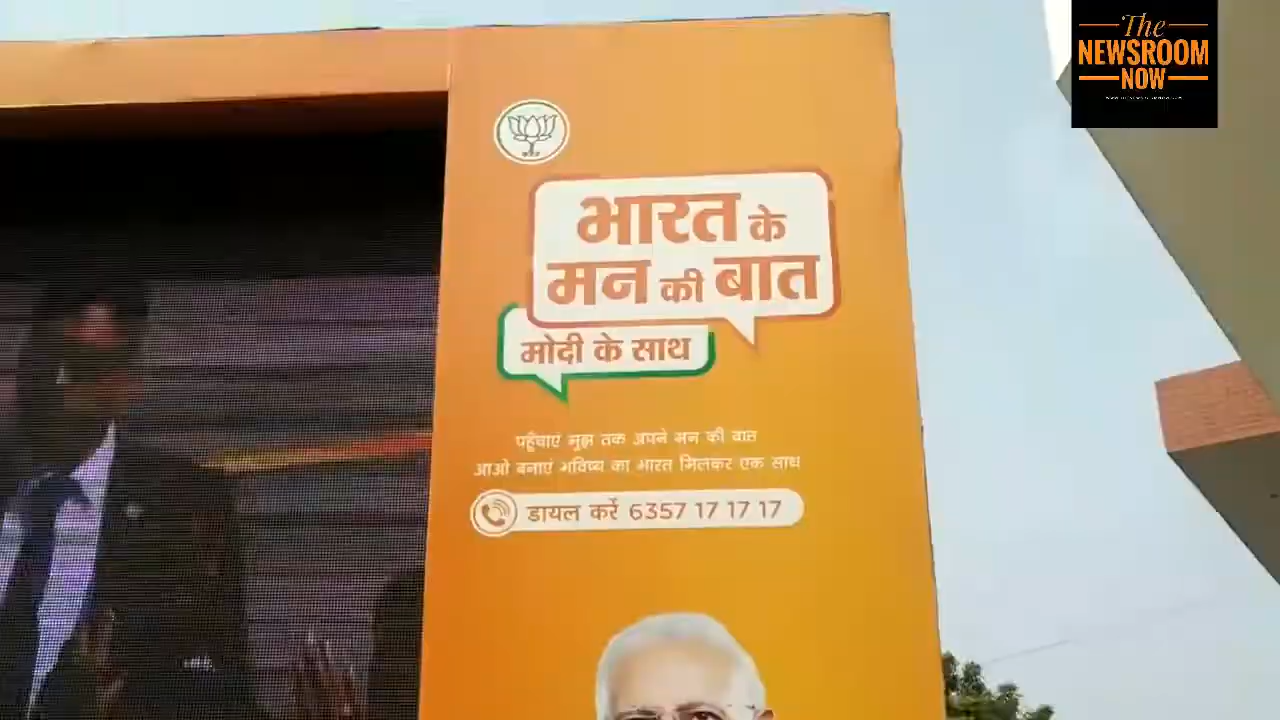 The
NEWSROOM
NOW
भारत के
मन की बात
मोदी के साथ
पहुँचाएं मुझ तक अपने मन की बात
आओ बनाएं भविष्य का भारत मिलकर एक साथ
डायल करें 6357 17 17 17